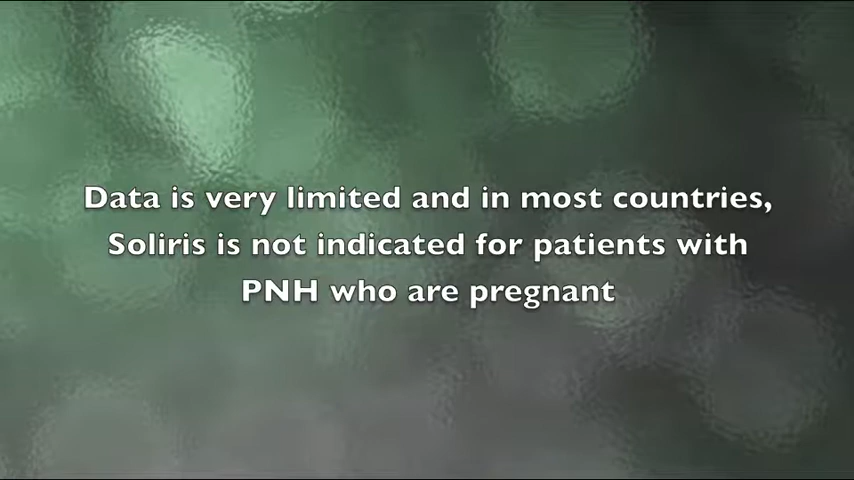 Data is very limited and in most countries,
Soliris is not indicated for patients with
PNH who are pregnant